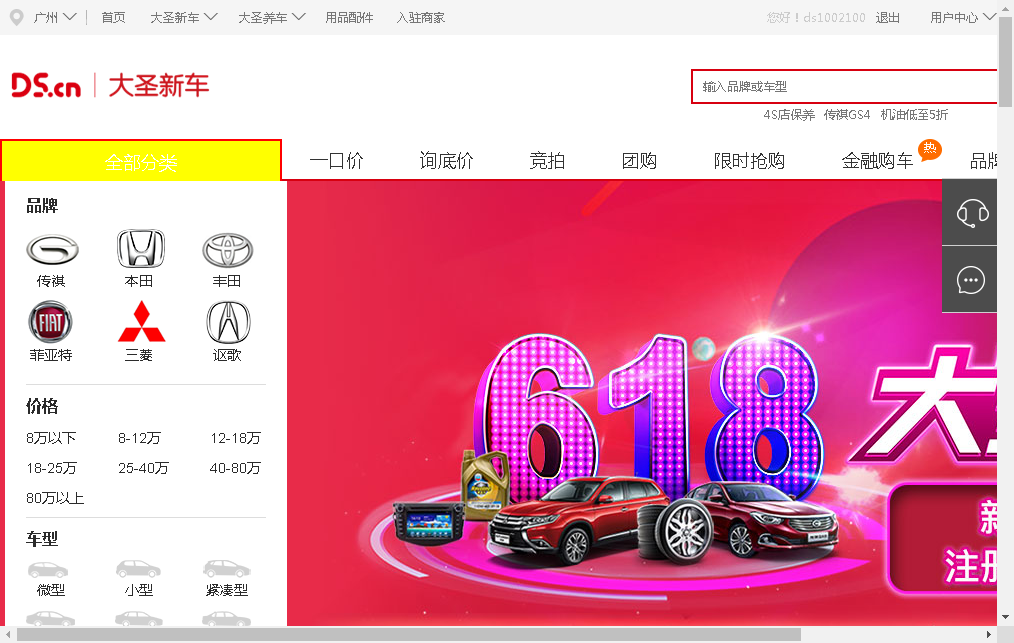 广州 首页 大圣新车 大圣养车 用品配件 入驻商家 您好！ds1002100 退出 用户中心
DS.cn 大圣新车
输入品牌或车型
4S店保养 传祺GS4 机油低至5折
全部分类 一口价 询底价 竞拍 团购 限时抢购 金融购车 热 品牌
品牌
传祺 本田 丰田
FIAT
菲亚特 三菱 讴歌
价格
8万以下 8-12万 12-18万
18-25万 25-40万 40-80万
80万以上
车型
微型 小型 紧凑型
618 大
新
注册